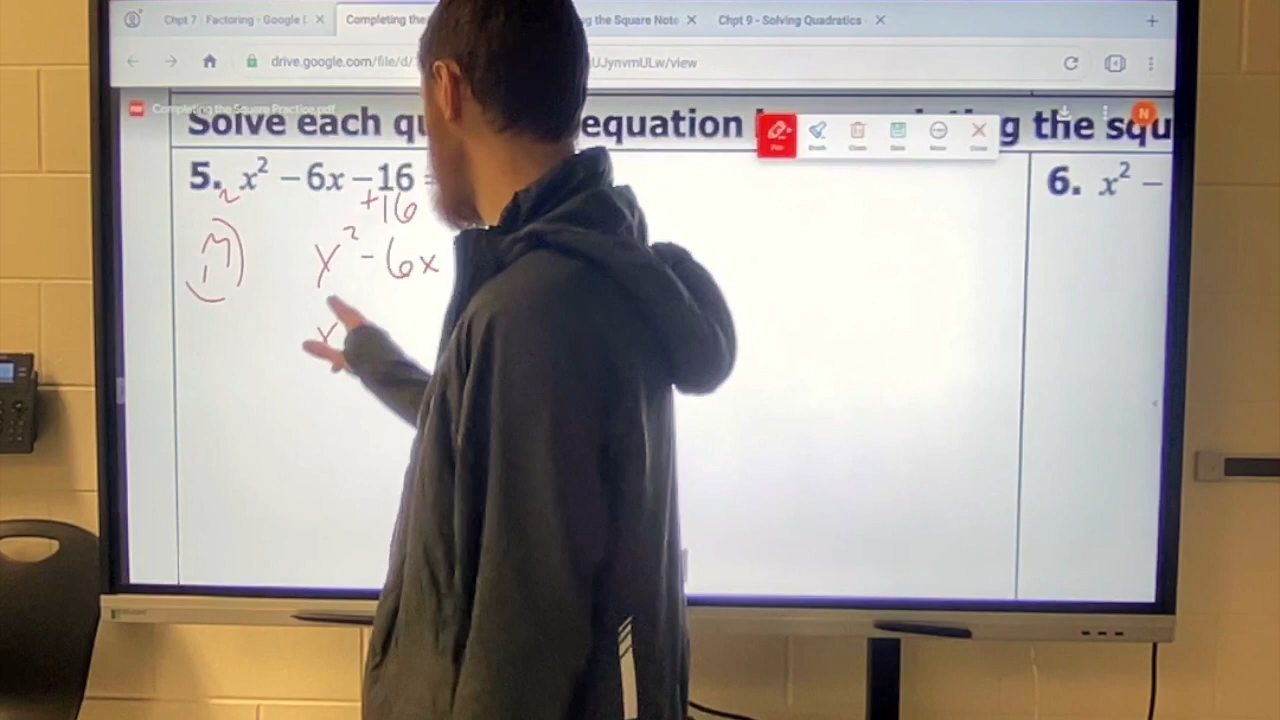 Chpt 7 - Factoring - Google
Completing the
g the Square Note
Chpt 9 - Solving Quadratics
drive.google.com/file/d/
UJynvmULw/view
Completing the Square Practice.pdf
N
Solve each qu equation g the squ
Pen
Close
5. x² − 6x − 16 =
+16
x² - 6x
x
6. x² −